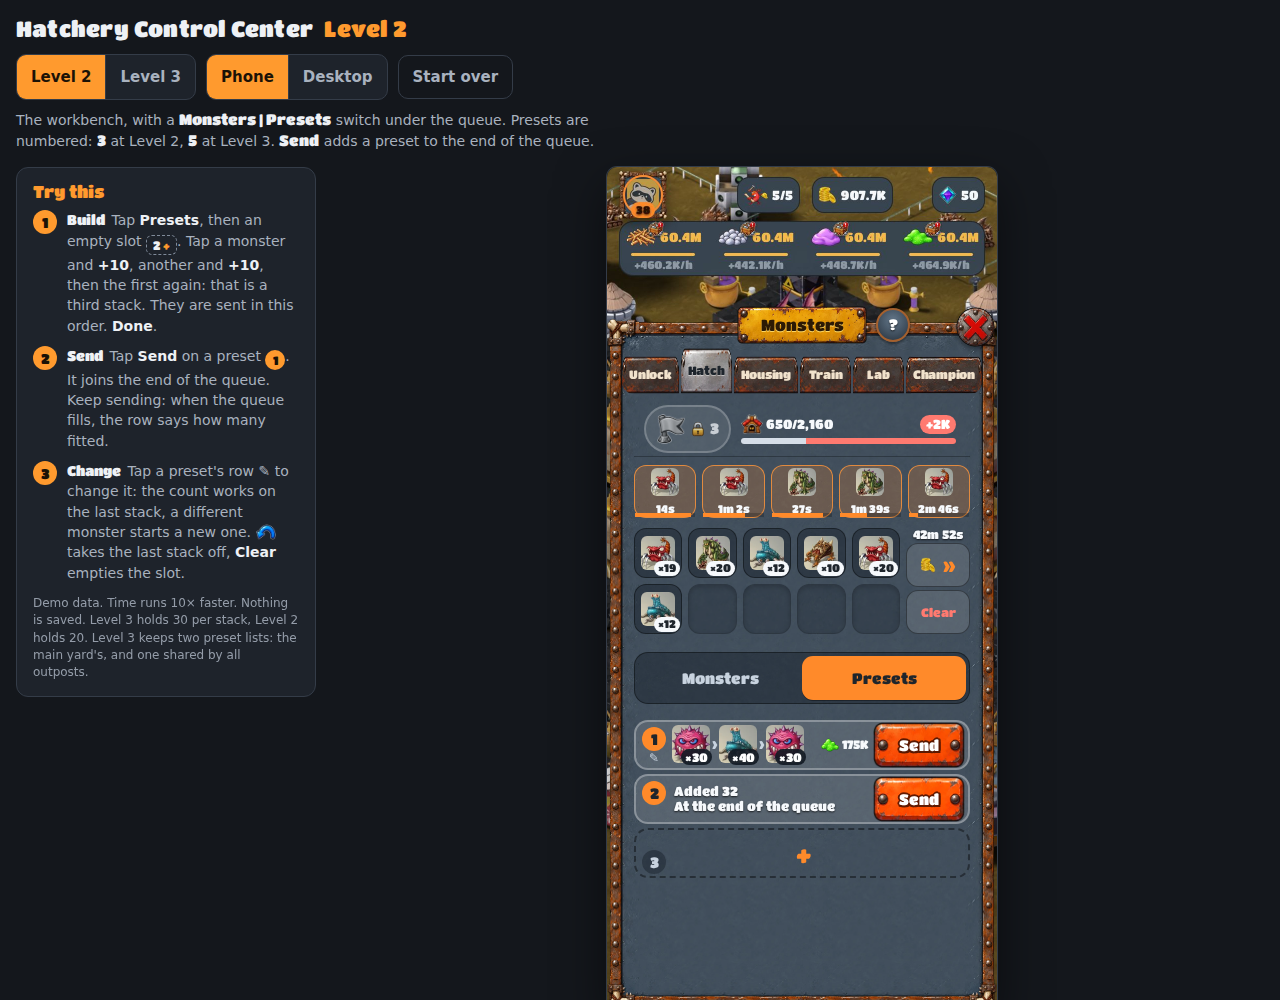 Hatchery Control Center Level 2
Level 2 Level 3 Phone Desktop Start over
The workbench, with a Monsters|Presets switch under the queue. Presets are
numbered: 3 at Level 2, 5 at Level 3. Send adds a preset to the end of the queue.
Try this
1 Build Tap Presets, then an
empty slot 2+. Tap a monster
and +10, another and +10,
then the first again: that is a
third stack. They are sent in this
order. Done.
2 Send Tap Send on a preset 1.
It joins the end of the queue.
Keep sending: when the queue
fills, the row says how many
fitted.
3 Change Tap a preset's row ✎ to
change it: the count works on
the last stack, a different
monster starts a new one.
takes the last stack off, Clear
empties the slot.
Demo data. Time runs 10× faster. Nothing
is saved. Level 3 holds 30 per stack, Level 2
holds 20. Level 3 keeps two preset lists: the
main yard's, and one shared by all
outposts.
38 5/5 907.7K 50
60.4M 60.4M 60.4M 60.4M
+460.2K/h +442.1K/h +448.7K/h +464.9K/h
Monsters ?
Unlock Hatch Housing Train Lab Champion
3 650/2,160 +2K
14s 1m 2s 27s 1m 39s 2m 46s
42m 52s
×19 ×20 ×12 ×10 ×20 »
×12 Clear
Monsters Presets
1 ✎ ×30 › ×40 › ×30 175K Send
2 Added 32
At the end of the queue Send
3 +